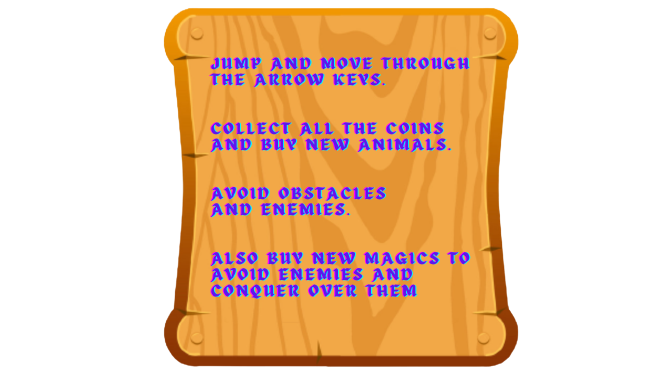 JUMP AND MOVE THROUGH
THE ARROW KEYS.
COLLECT ALL THE COINS
AND BUY NEW ANIMALS.
AVOID OBSTACLES
AND ENEMIES.
ALSO BUY NEW MAGICS TO
AVOID ENEMIES AND
CONQUER OVER THEM